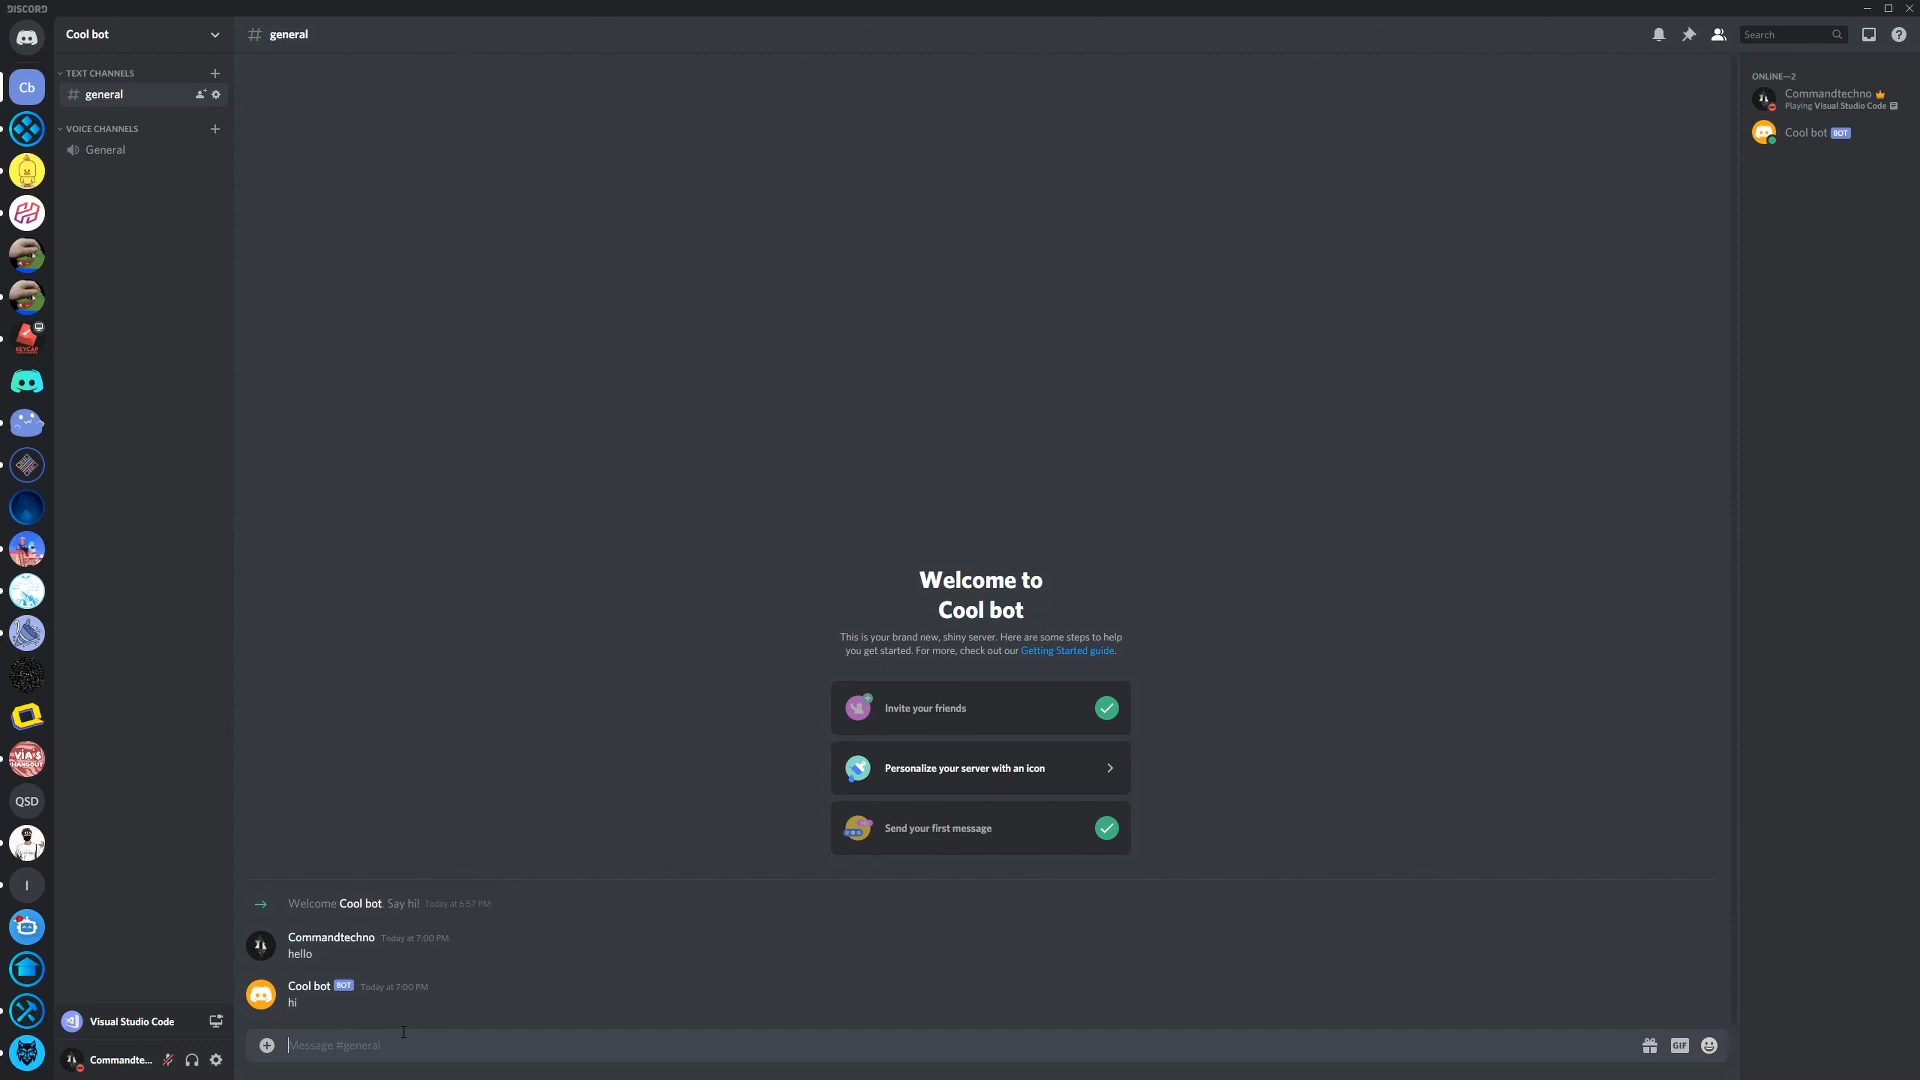 DISCORD
Cool bot
general
Search
Cb
TEXT CHANNELS
general
VOICE CHANNELS
General
ONLINE—2
Commandtechno
Playing Visual Studio Code
Cool bot BOT
KEYCAP
VIA'S
HANGOUT
QSD
I
Welcome to
Cool bot
This is your brand new, shiny server. Here are some steps to help
you get started. For more, check out our Getting Started guide.
Invite your friends
Personalize your server with an icon
Send your first message
Welcome Cool bot. Say hi! Today at 6:57 PM
Commandtechno Today at 7:00 PM
hello
Cool bot BOT Today at 7:00 PM
hi
Visual Studio Code
Message #general
GIF
Commandte...